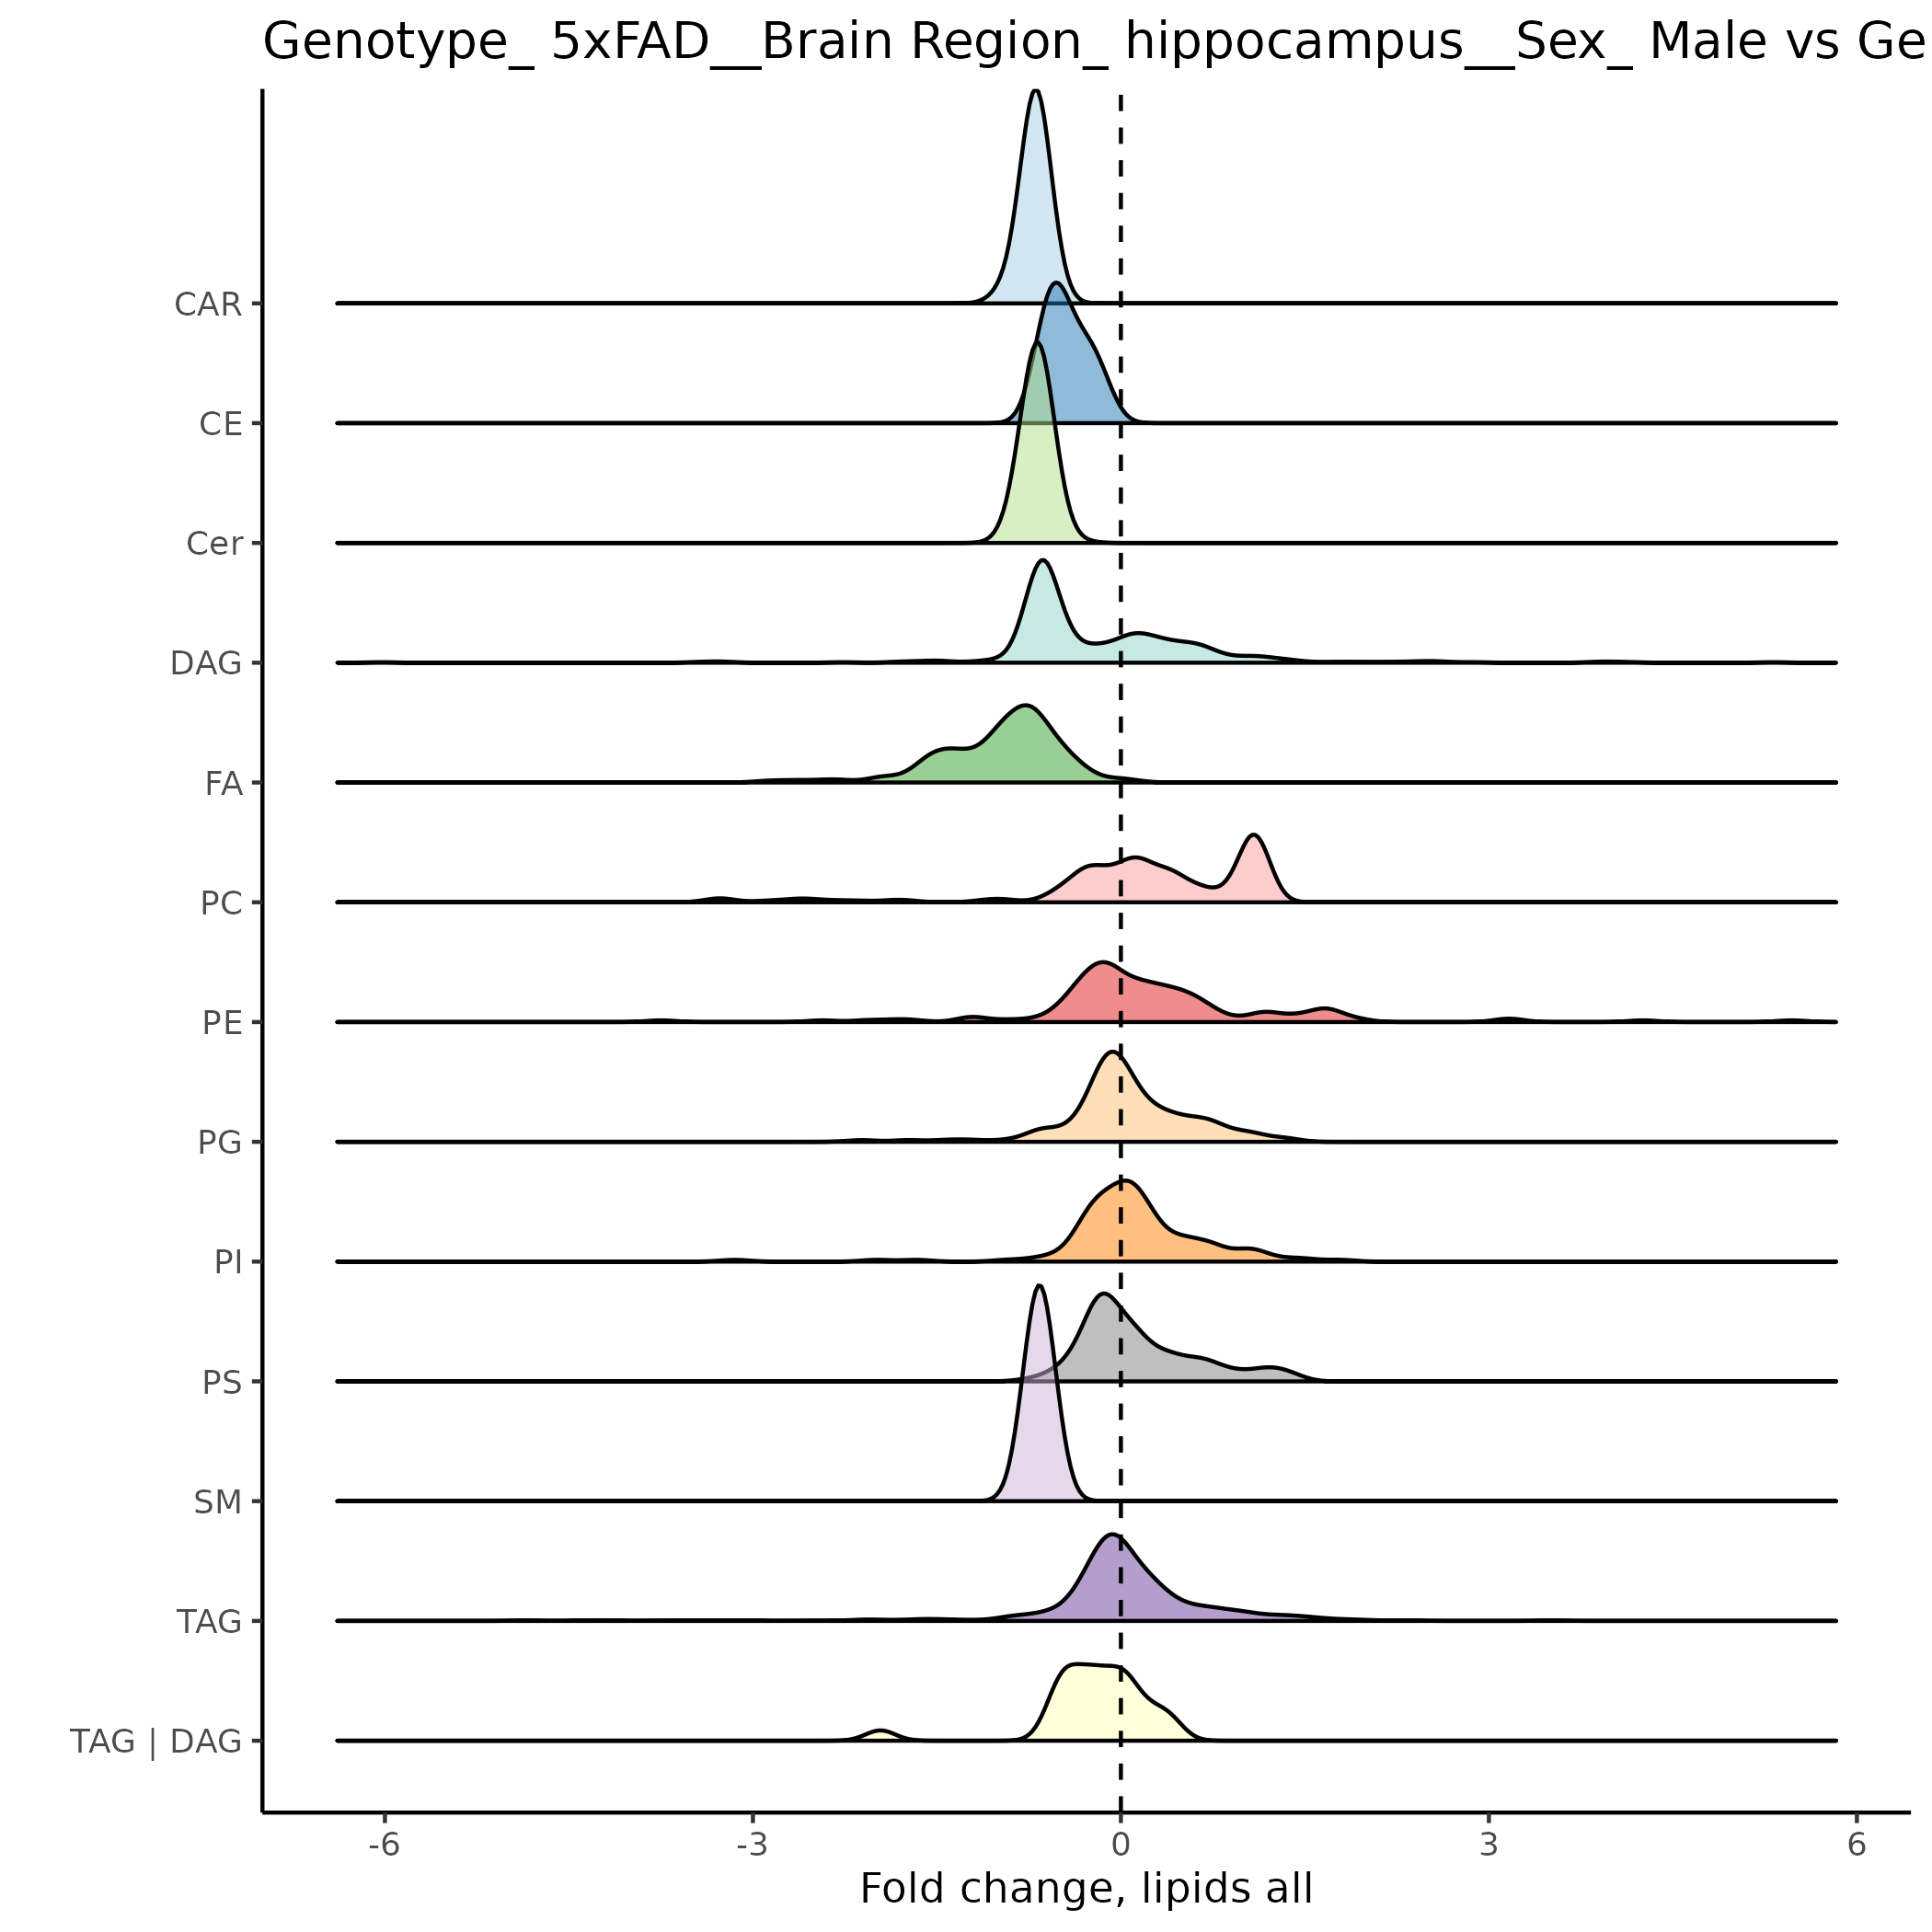 Genotype_ 5xFAD__Brain Region_ hippocampus__Sex_ Male vs Ge
CAR
CE
Cer
DAG
FA
PC
PE
PG
PI
PS
SM
TAG
TAG | DAG
-6 -3 0 3 6
Fold change, lipids all